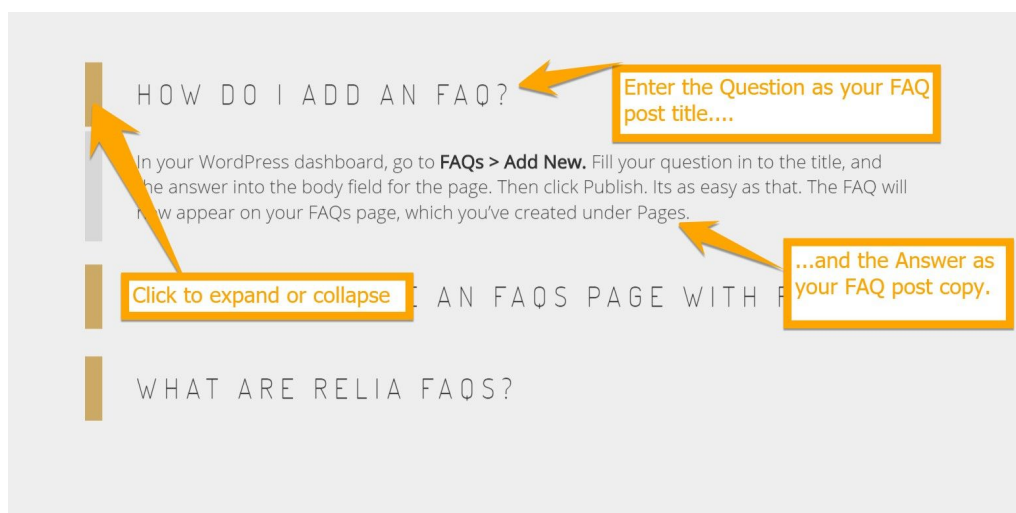 HOW DO I ADD AN FAQ?
Enter the Question as your FAQ
post title....
In your WordPress dashboard, go to FAQs > Add New. Fill your question in to the title, and
the answer into the body field for the page. Then click Publish. Its as easy as that. The FAQ will
now appear on your FAQs page, which you've created under Pages.
...and the Answer as
your FAQ post copy.
Click to expand or collapse
AN FAQS PAGE WITH
WHAT ARE RELIA FAQS?